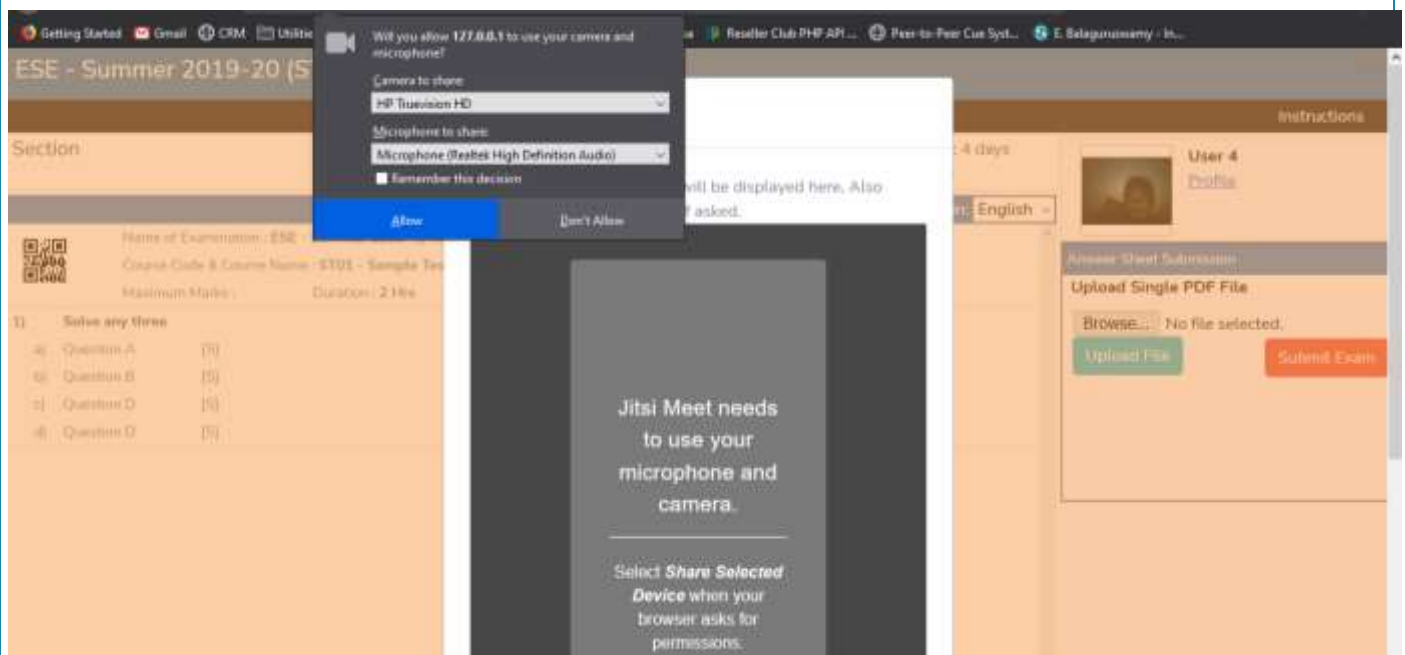 Getting Started Gmail CRM Utilitie Reseller Club PHP API ... Peer-to-Peer Cue Syst... E. Balaguruswamy - In...
Will you allow 127.0.0.1 to use your camera and
microphone?
Camera to share:
HP Truevision HD
Microphone to share:
Microphone (Realtek High Definition Audio)
Remember this decision
Allow Don't Allow
ESE - Summer 2019-20 (S
Instructions
Section
4 days
will be displayed here, Also
f asked.
English
User 4
Profile
Name of Examination : ESE -
Course Code & Course Name : ST01 - Sample Tes
Maximum Marks : Duration : 2 Hrs
1) Solve any three
a) Question A [5]
b) Question B [5]
c) Question D [5]
d) Question D [5]
Jitsi Meet needs
to use your
microphone and
camera.
Select Share Selected
Device when your
browser asks for
permissions.
Answer Sheet Submission
Upload Single PDF File
Browse... No file selected.
Upload File Submit Exam